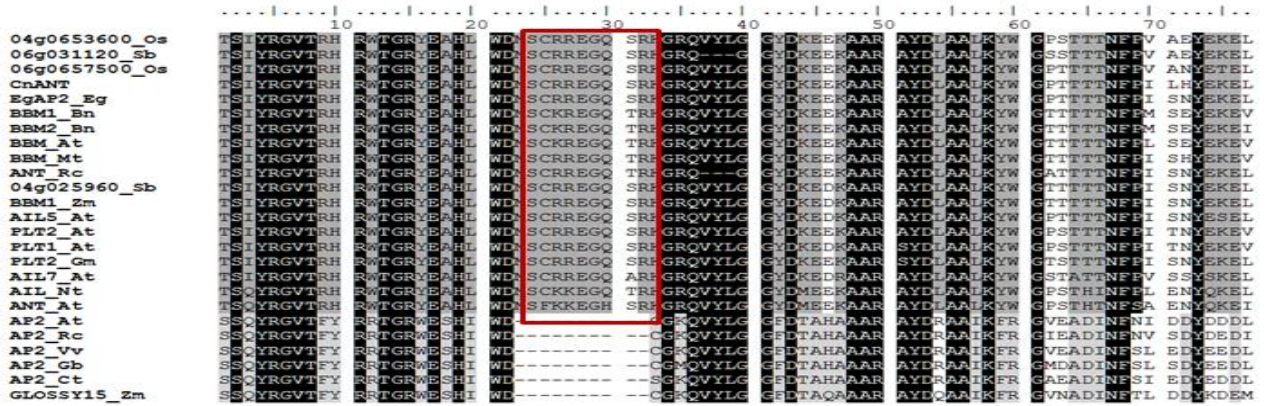 10 20 30 40 50 60 70
04g0653600_Os TSIYRGVTRH RWTGRYEAHL WDNSCRREGQ SRKGRQVYLG GYDKEEKAAR AYDLAALKYW GPSTTTNFPV AEYEKEL
06g031120_Sb TSIYRGVTRH RWTGRYEAHL WDNSCRREGQ SRKGRQ---G GYDKEEKAAR AYDLAALKYW GSSTTTNFPV AEYEKEL
06g0657500_Os TSIYRGVTRH RWTGRYEAHL WDNSCRREGQ SRKGRQVYLG GYDKEEKAAR AYDLAALKYW GPTTTTNFPV ANYETEL
CnANT TSIYRGVTRH RWTGRYEAHL WDNSCRREGQ SRKGRQVYLG GYDKEEKAAR AYDLAALKYW GPTTTTNFPI LHYEKEL
EgAP2_Eg TSIYRGVTRH RWTGRYEAHL WDNSCRREGQ SRKGRQVYLG GYDKEEKAAR AYDLAALKYW GPTTTTNFPI SNYEKEL
BBM1_Bn TSIYRGVTRH RWTGRYEAHL WDNSCKREGQ TRKGRQVYLG GYDKEEKAAR AYDLAALKYW GTTTTTNFPM SEYEKEV
BBM2_Bn TSIYRGVTRH RWTGRYEAHL WDNSCKREGQ TRKGRQVYLG GYDKEEKAAR AYDLAALKYW GTTTTTNFPM SEYEKEI
BBM_At TSIYRGVTRH RWTGRYEAHL WDNSCKREGQ TRKGRQVYLG GYDKEEKAAR AYDLAALKYW GTTTTTNFPL SEYEKEV
BBM_Mt TSIYRGVTRH RWTGRYEAHL WDNSCRREGQ TRKGRQVYLG GYDKEEKAAR AYDLAALKYW GTTTTTNFPI SHYEKEV
ANT_Rc TSIYRGVTRH RWTGRYEAHL WDNSCRREGQ TRKGRQ---G GYDKEEKAAR AYDLAALKYW GATTTTNFPI SNYEKEL
04g025960_Sb TSIYRGVTRH RWTGRYEAHL WDNSCRREGQ SRKGRQVYLG GYDKEEKAAR AYDLAALKYW GTTTTTNFPI SNYEKEL
BBM1_Zm TSIYRGVTRH RWTGRYEAHL WDNSCRREGQ SRKGRQVYLG GYDKEEKAAR AYDLAALKYW GPTTTTNFPI SNYEKEL
AIL5_At TSIYRGVTRH RWTGRYEAHL WDNSCRREGQ SRKGRQVYLG GYDKEEKAAR AYDLAALKYW GPTTTTNFPI SNYESEL
PLT2_At TSIYRGVTRH RWTGRYEAHL WDNSCRREGQ SRKGRQVYLG GYDKEDKAAR AYDLAALKYW GPSTTTNFPI TNYEKEV
PLT1_At TSIYRGVTRH RWTGRYEAHL WDNSCRREGQ SRKGRQVYLG GYDKEDKAAR SYDLAALKYW GPSTTTNFPI TNYEKEV
PLT2_Gm TSIYRGVTRH RWTGRYEAHL WDNSCRREGQ SRKGRQVYLG GYDKEEKAAR SYDLAALKYW GTSTTTNFPI SNYEKEL
AIL7_At TSIYRGVTRH RWTGRYEAHL WDNSCRREGQ ARKGRQVYLG GYDKEDRAAR AYDLAALKYW GSTATTNFPV SSYSKEL
AIL_Nt TSQYRGVTRH RWTGRYEAHL WDNSCKKEGQ TRKGRQVYLG GYDMEEKAAR AYDLAALKYW GPSTHINFPL ENYQKEL
ANT_At TSQYRGVTRH RWTGRYEAHL WDNSFKKEGH SRKGRQVYLG GYDMEEKAAR AYDLAALKYW GPSTHTNFSA ENYQKEI
AP2_At SSQYRGVTFY RRTGRWESHI WD-------- --CGKQVYLG GFDTAHAAAR AYDRAAIKFR GVEADINFNI DDYDDDL
AP2_Rc SSQYRGVTFY RRTGRWESHI WD-------- --CGKQVYLG GFDTAHAAAR AYDRAAIKFR GIEADINFNV SDYDEDI
AP2_Vv SSQYRGVTFY RRTGRWESHI WD-------- --CGKQVYLG GFDTAHAAAR AYDRAAIKFR GVEADINFSL EDYEEDL
AP2_Gb SSQYRGVTFY RRTGRWESHI WD-------- --CGMQVYLG GFDTAHAAAR AYDRAAIKFR GMDADINFSL EDYEEDL
AP2_Ct SSQYRGVTFY RRTGRWESHI WD-------- --SGKQVYLG GFDTAHAAAR AYDRAAIKFR GAEADINFSI EDYEDDL
GLOSSY15_Zm SSQYRGVTFY RRTGRWESHI WD-------- --CGKQVYLG GFDTAQAAAR AYDQAAIKFR GVNADINFTL DDYKDEM